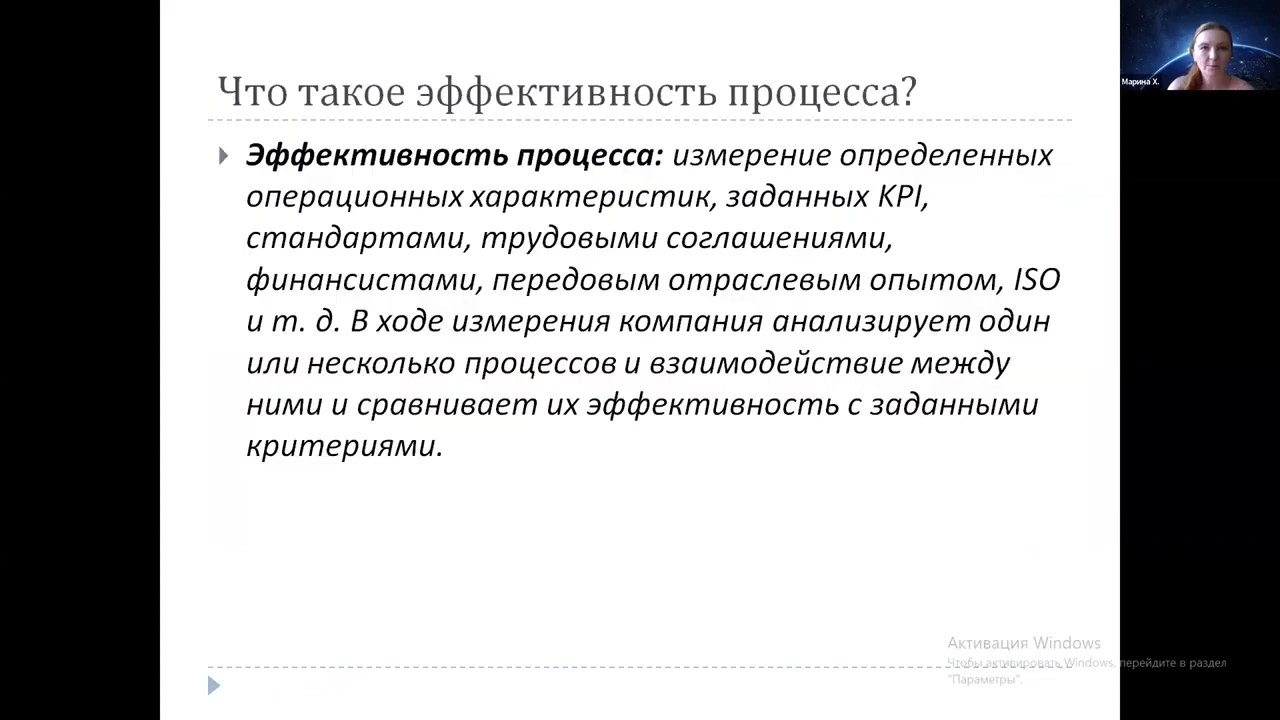 Что такое эффективность процесса?
Эффективность процесса: измерение определенных
операционных характеристик, заданных KPI,
стандартами, трудовыми соглашениями,
финансистами, передовым отраслевым опытом, ISO
и т. д. В ходе измерения компания анализирует один
или несколько процессов и взаимодействие между
ними и сравнивает их эффективность с заданными
критериями.
Марина Х.
Активация Windows
Чтобы активировать Windows, перейдите в раздел
"Параметры".